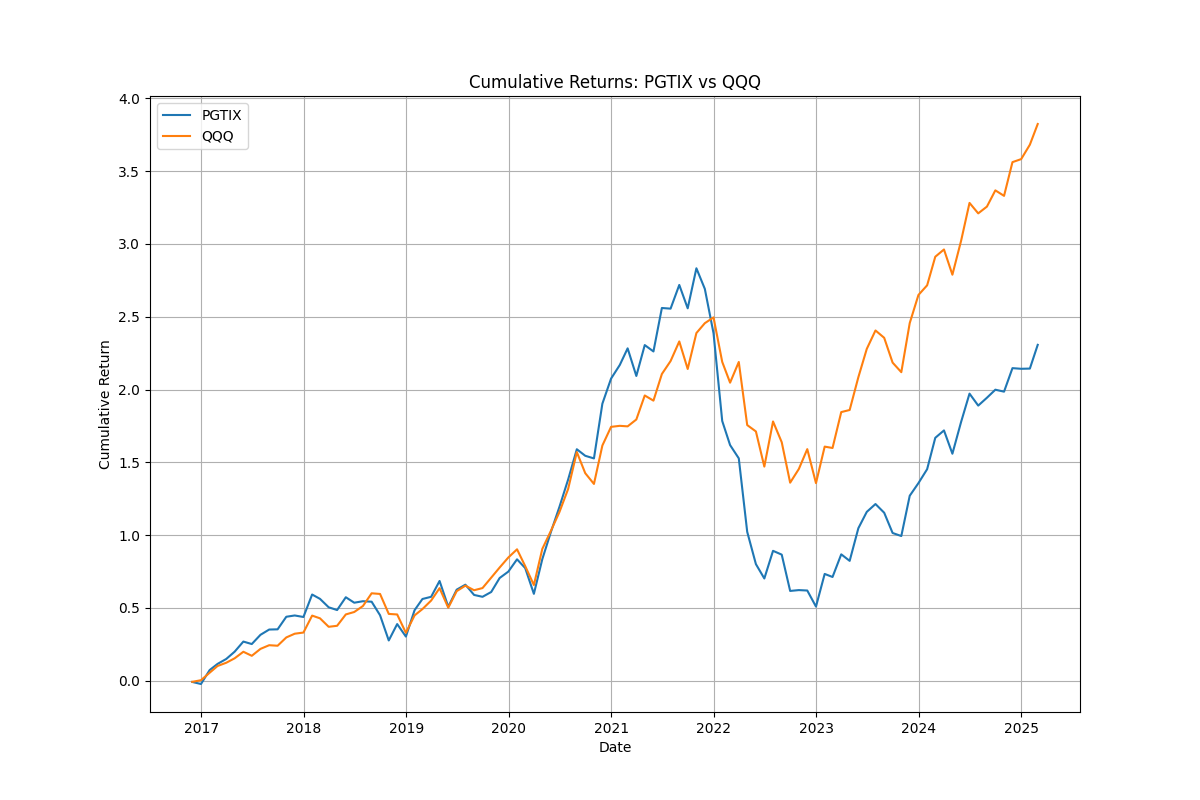 Cumulative Returns: PGTIX vs QQQ
PGTIX
QQQ
4.0
3.5
3.0
2.5
2.0
1.5
1.0
0.5
0.0
Cumulative Return
2017 2018 2019 2020 2021 2022 2023 2024 2025
Date